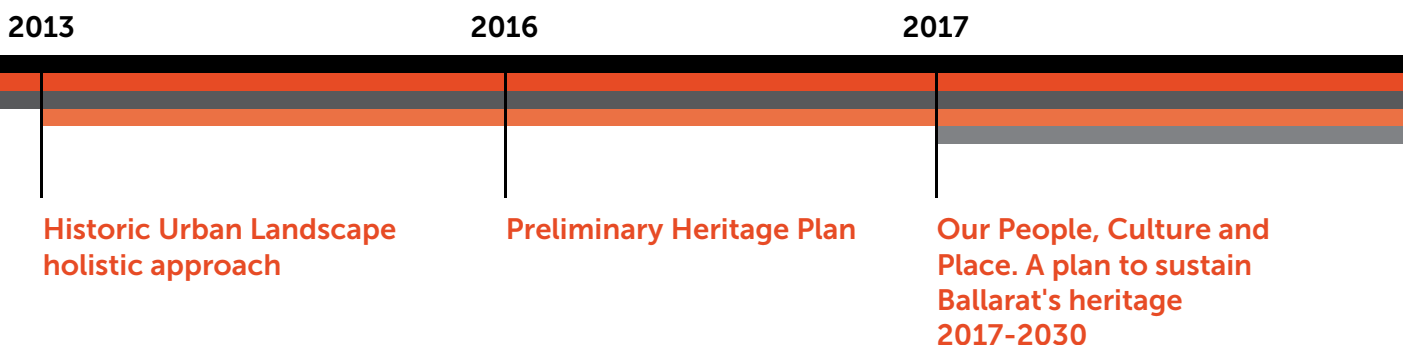 2013
2016
2017
Historic Urban Landscape
holistic approach
Preliminary Heritage Plan
Our People, Culture and
Place. A plan to sustain
Ballarat's heritage
2017-2030